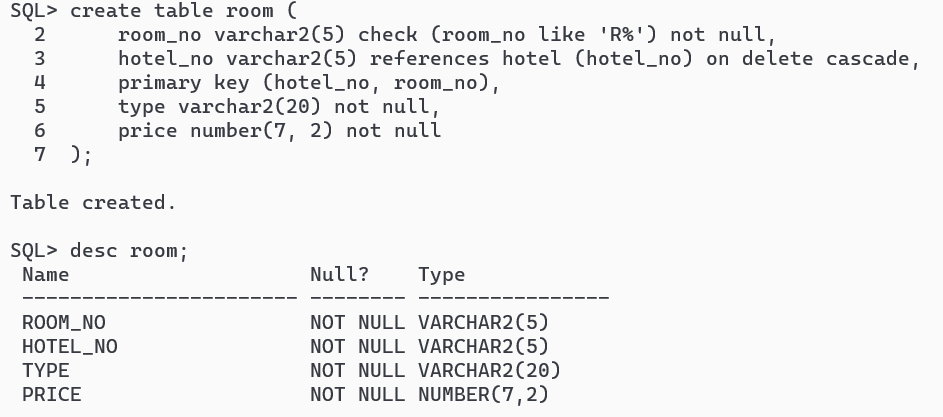 SQL> create table room (
  2      room_no varchar2(5) check (room_no like 'R%') not null,
  3      hotel_no varchar2(5) references hotel (hotel_no) on delete cascade,
  4      primary key (hotel_no, room_no),
  5      type varchar2(20) not null,
  6      price number(7, 2) not null
  7  );

Table created.

SQL> desc room;
 Name                    Null?    Type
 ----------------------- -------- ----------------
 ROOM_NO                 NOT NULL VARCHAR2(5)
 HOTEL_NO                NOT NULL VARCHAR2(5)
 TYPE                    NOT NULL VARCHAR2(20)
 PRICE                   NOT NULL NUMBER(7,2)